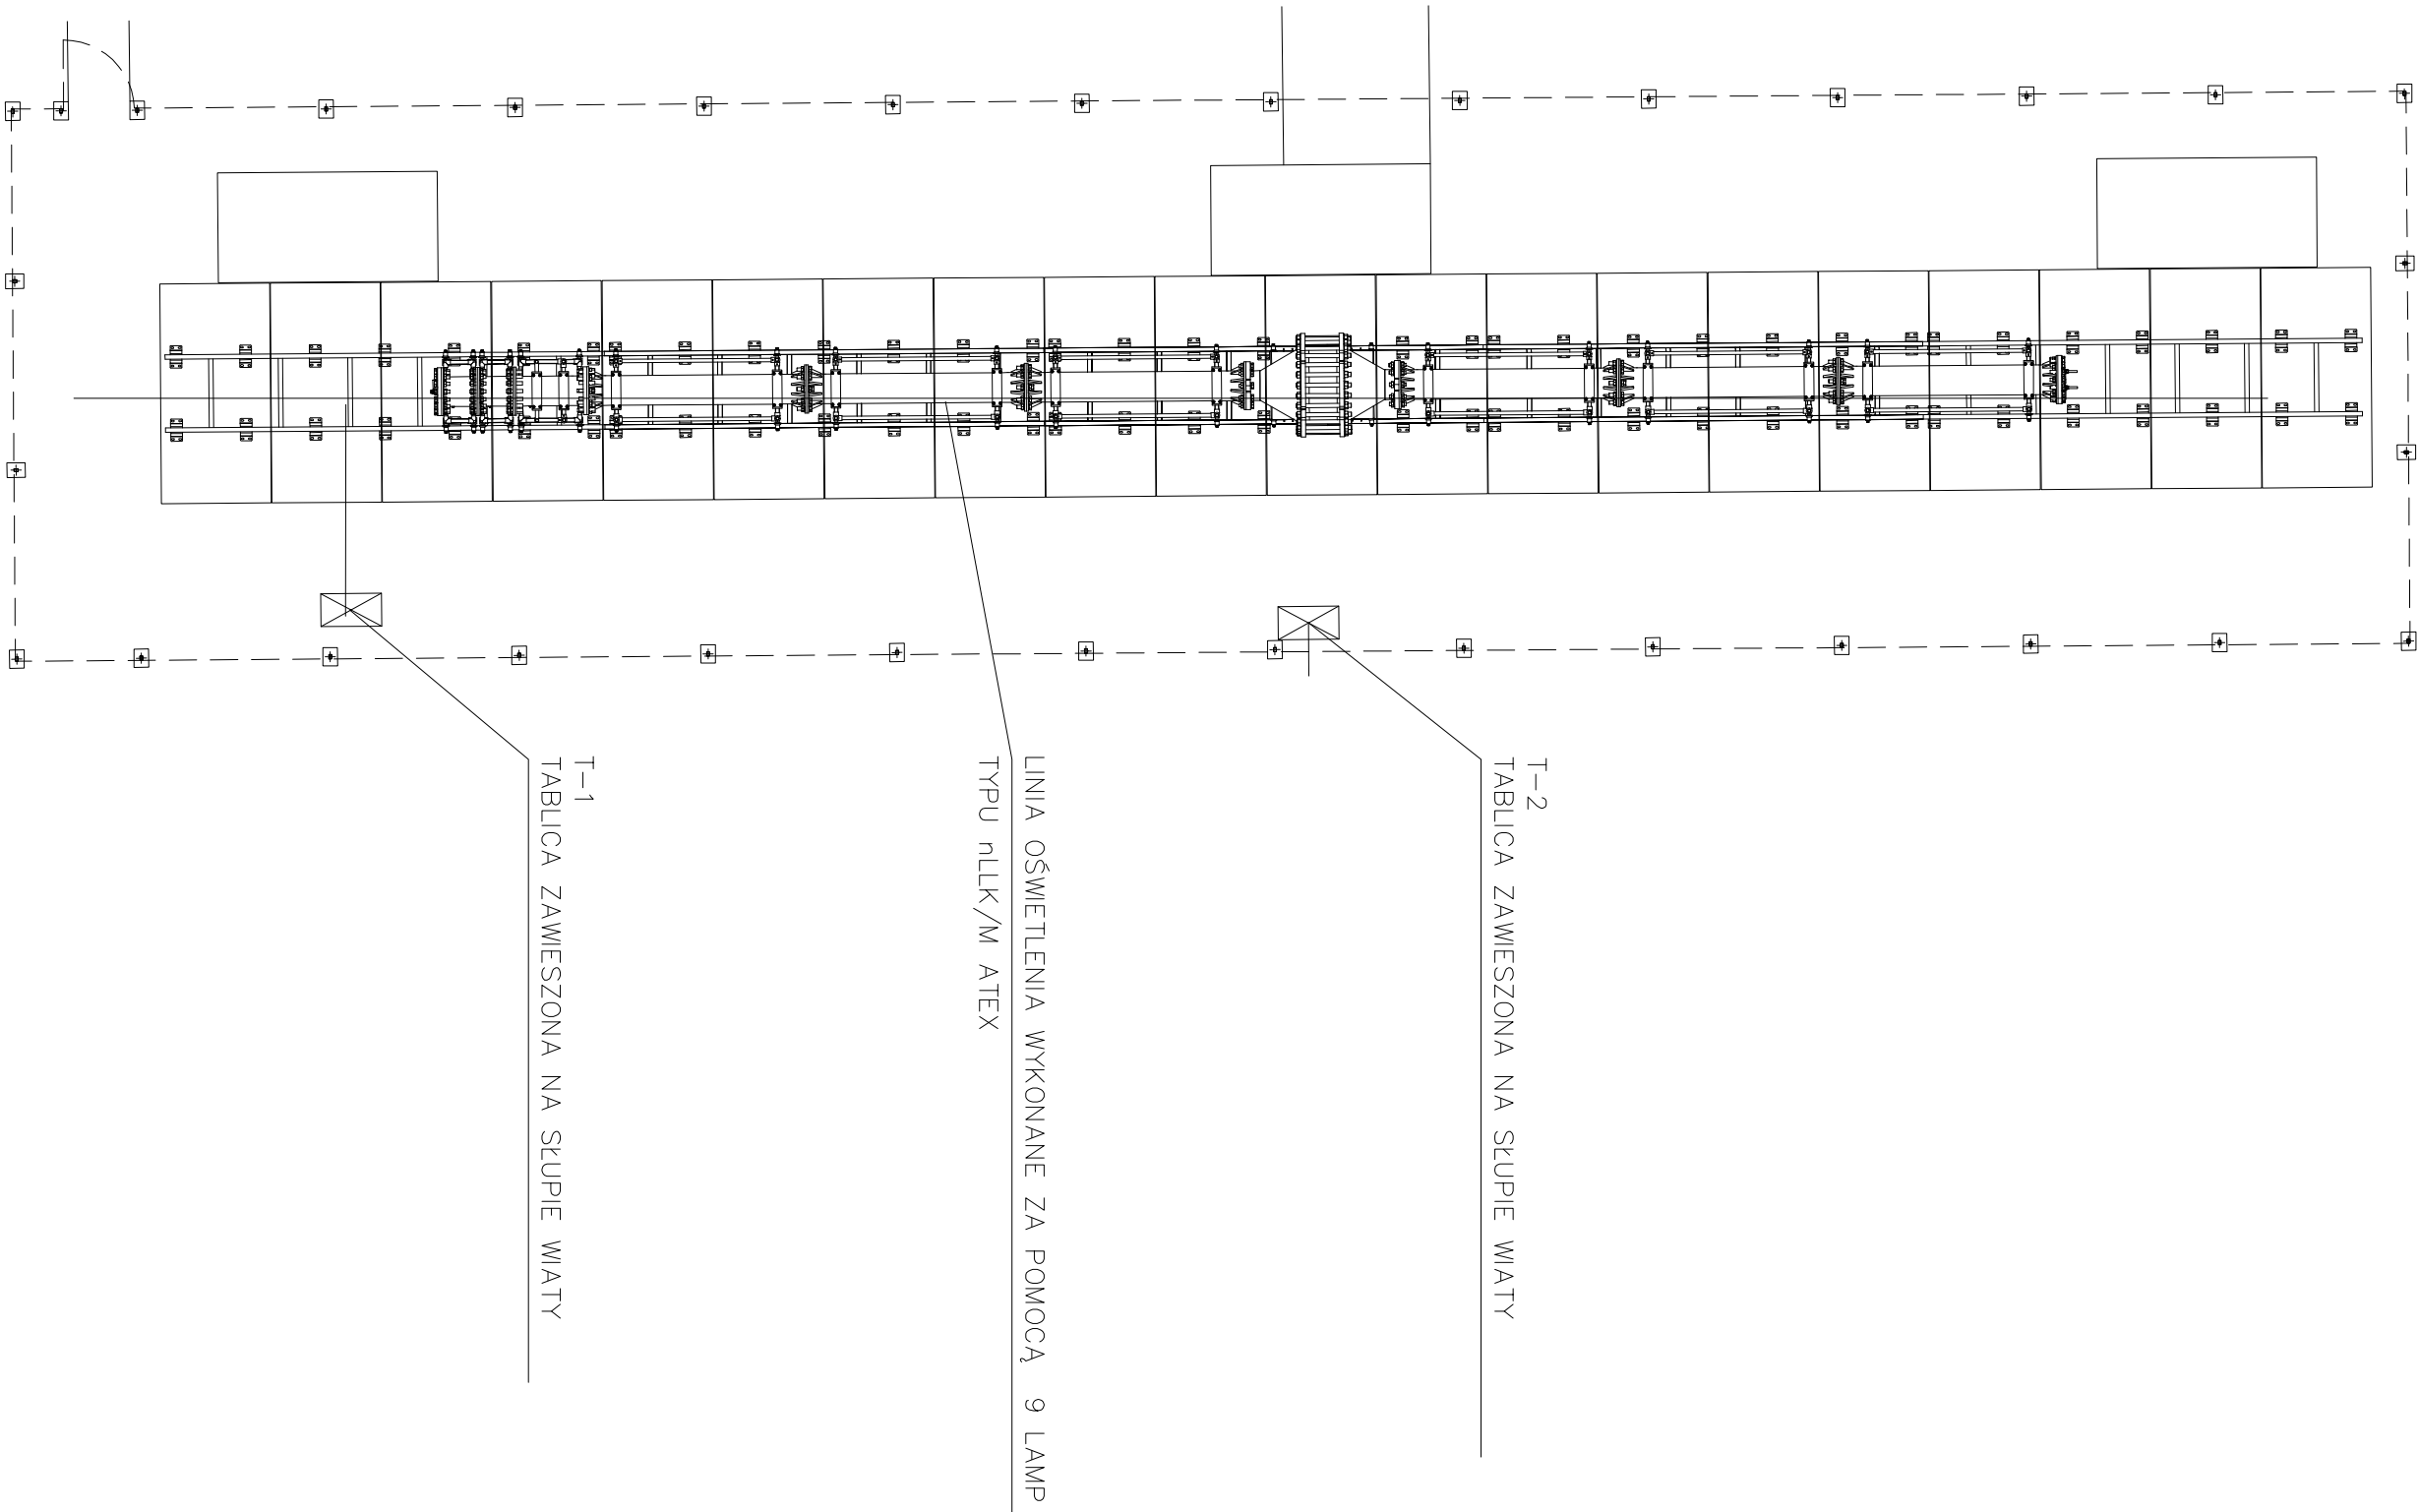 T-1
TABLICA ZAWIESZONA NA SŁUPIE WIATY
LINIA OŚWIETLENIA WYKONANE ZA POMOCĄ 9 LAMP
TYPU nLLK/M ATEX
T-2
TABLICA ZAWIESZONA NA SŁUPIE WIATY